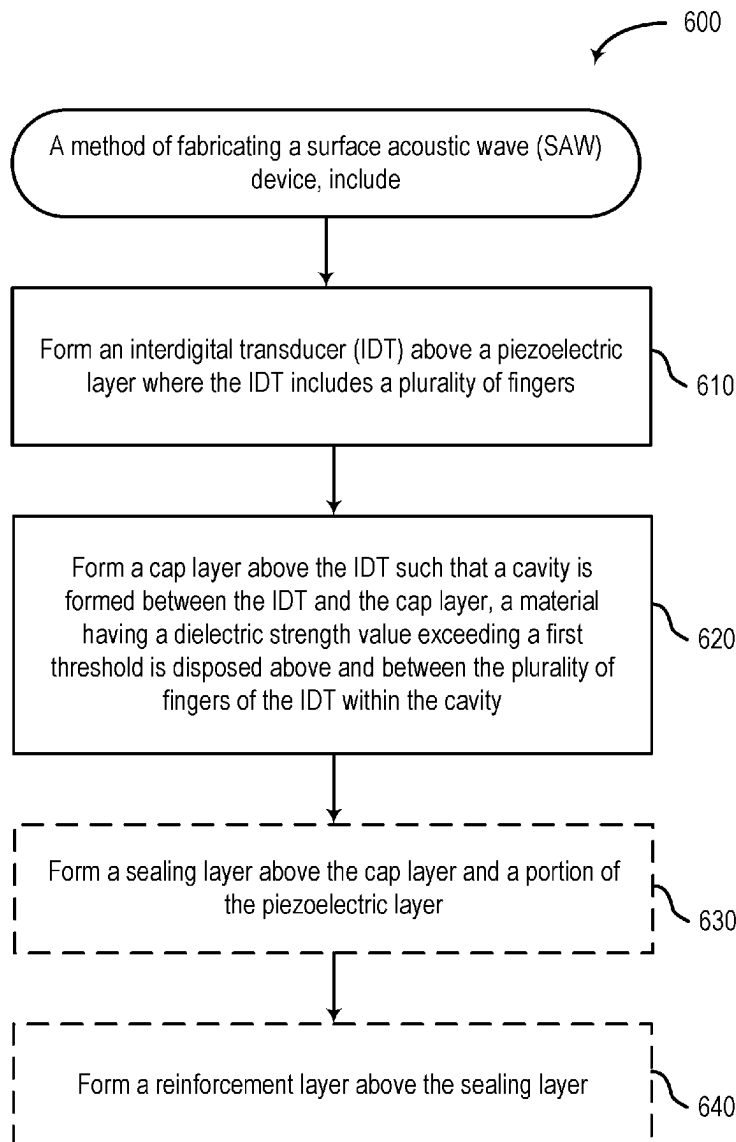 600
A method of fabricating a surface acoustic wave (SAW)
device, include
Form an interdigital transducer (IDT) above a piezoelectric
layer where the IDT includes a plurality of fingers
610
Form a cap layer above the IDT such that a cavity is
formed between the IDT and the cap layer, a material
having a dielectric strength value exceeding a first
threshold is disposed above and between the plurality of
fingers of the IDT within the cavity
620
Form a sealing layer above the cap layer and a portion of
the piezoelectric layer
630
Form a reinforcement layer above the sealing layer
640